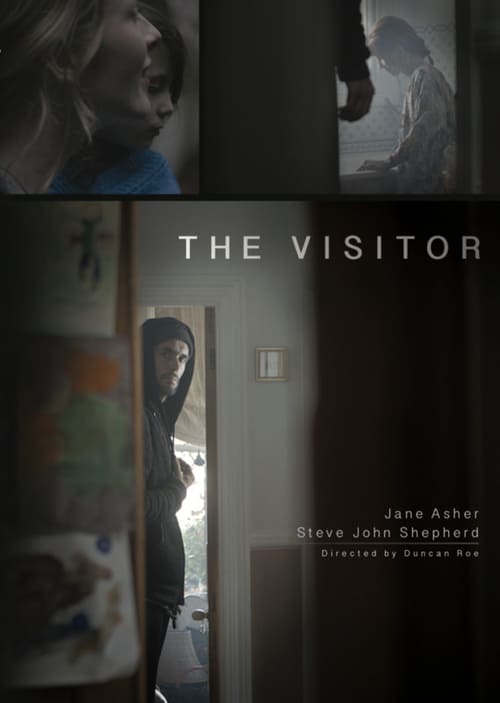 THE VISITOR
Jane Asher
Steve John Shepherd
Directed by Duncan Roe